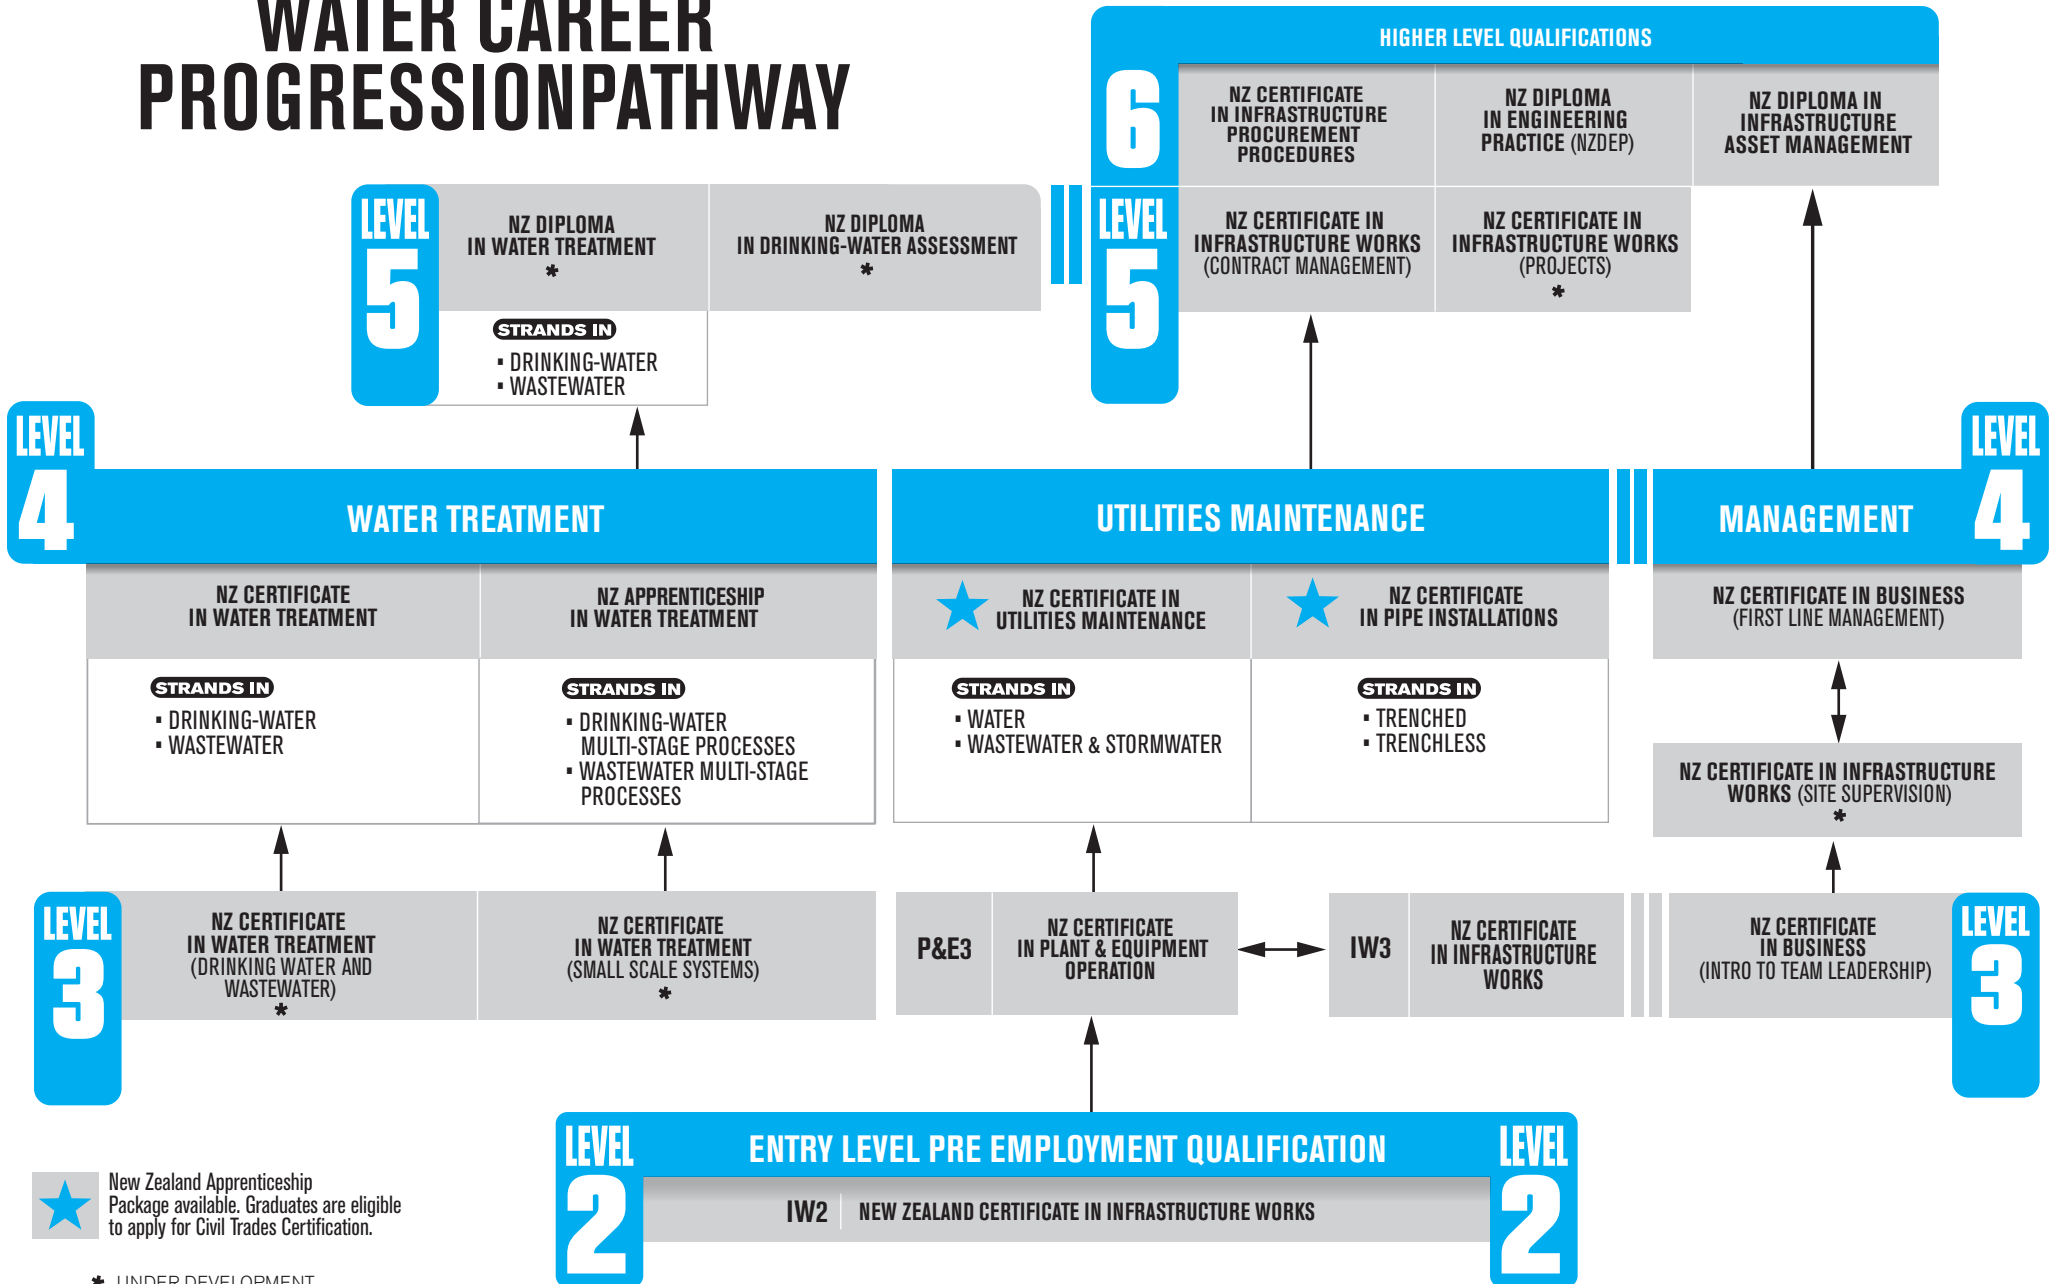 WATER CAREER
PROGRESSIONPATHWAY
HIGHER LEVEL QUALIFICATIONS
6
NZ CERTIFICATE
IN INFRASTRUCTURE
PROCUREMENT
PROCEDURES
NZ DIPLOMA
IN ENGINEERING
PRACTICE (NZDEP)
NZ DIPLOMA IN
INFRASTRUCTURE
ASSET MANAGEMENT
LEVEL
5
NZ DIPLOMA
IN WATER TREATMENT
*
NZ DIPLOMA
IN DRINKING-WATER ASSESSMENT
*
STRANDS IN
▪ DRINKING-WATER
▪ WASTEWATER
LEVEL
5
NZ CERTIFICATE IN
INFRASTRUCTURE WORKS
(CONTRACT MANAGEMENT)
NZ CERTIFICATE IN
INFRASTRUCTURE WORKS
(PROJECTS)
*
LEVEL
4
WATER TREATMENT
UTILITIES MAINTENANCE
MANAGEMENT
LEVEL
4
NZ CERTIFICATE
IN WATER TREATMENT
STRANDS IN
▪ DRINKING-WATER
▪ WASTEWATER
NZ APPRENTICESHIP
IN WATER TREATMENT
STRANDS IN
▪ DRINKING-WATER
MULTI-STAGE PROCESSES
▪ WASTEWATER MULTI-STAGE
PROCESSES
NZ CERTIFICATE IN
UTILITIES MAINTENANCE
STRANDS IN
▪ WATER
▪ WASTEWATER & STORMWATER
NZ CERTIFICATE
IN PIPE INSTALLATIONS
STRANDS IN
▪ TRENCHED
▪ TRENCHLESS
NZ CERTIFICATE IN BUSINESS
(FIRST LINE MANAGEMENT)
NZ CERTIFICATE IN INFRASTRUCTURE
WORKS (SITE SUPERVISION)
*
LEVEL
3
NZ CERTIFICATE
IN WATER TREATMENT
(DRINKING WATER AND
WASTEWATER)
*
NZ CERTIFICATE
IN WATER TREATMENT
(SMALL SCALE SYSTEMS)
*
P&E3
NZ CERTIFICATE
IN PLANT & EQUIPMENT
OPERATION
IW3
NZ CERTIFICATE
IN INFRASTRUCTURE
WORKS
NZ CERTIFICATE
IN BUSINESS
(INTRO TO TEAM LEADERSHIP)
LEVEL
3
LEVEL
2
ENTRY LEVEL PRE EMPLOYMENT QUALIFICATION
IW2 NEW ZEALAND CERTIFICATE IN INFRASTRUCTURE WORKS
LEVEL
2
New Zealand Apprenticeship
Package available. Graduates are eligible
to apply for Civil Trades Certification.
* UNDER DEVELOPMENT